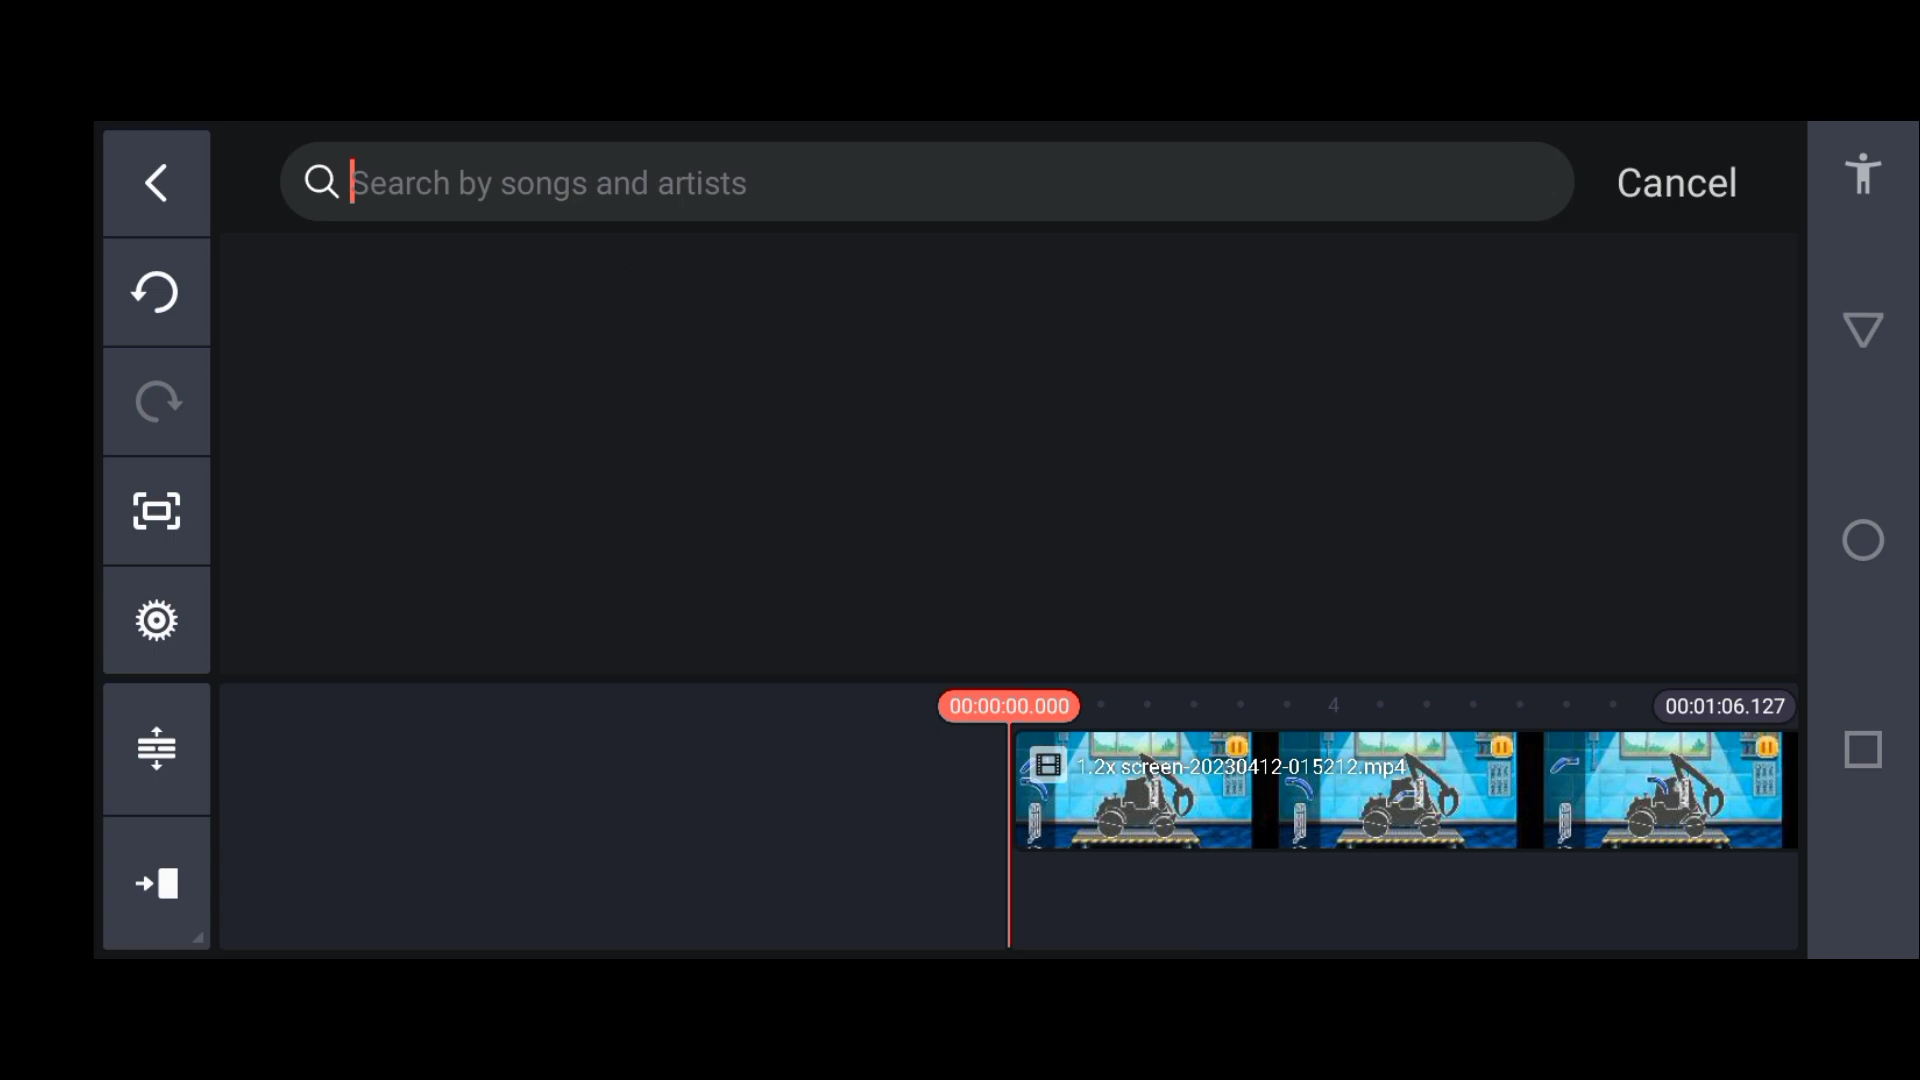 Search by songs and artists
Cancel
00:00:00.000
4
00:01:06.127
1.2x screen-20230412-015212.mp4